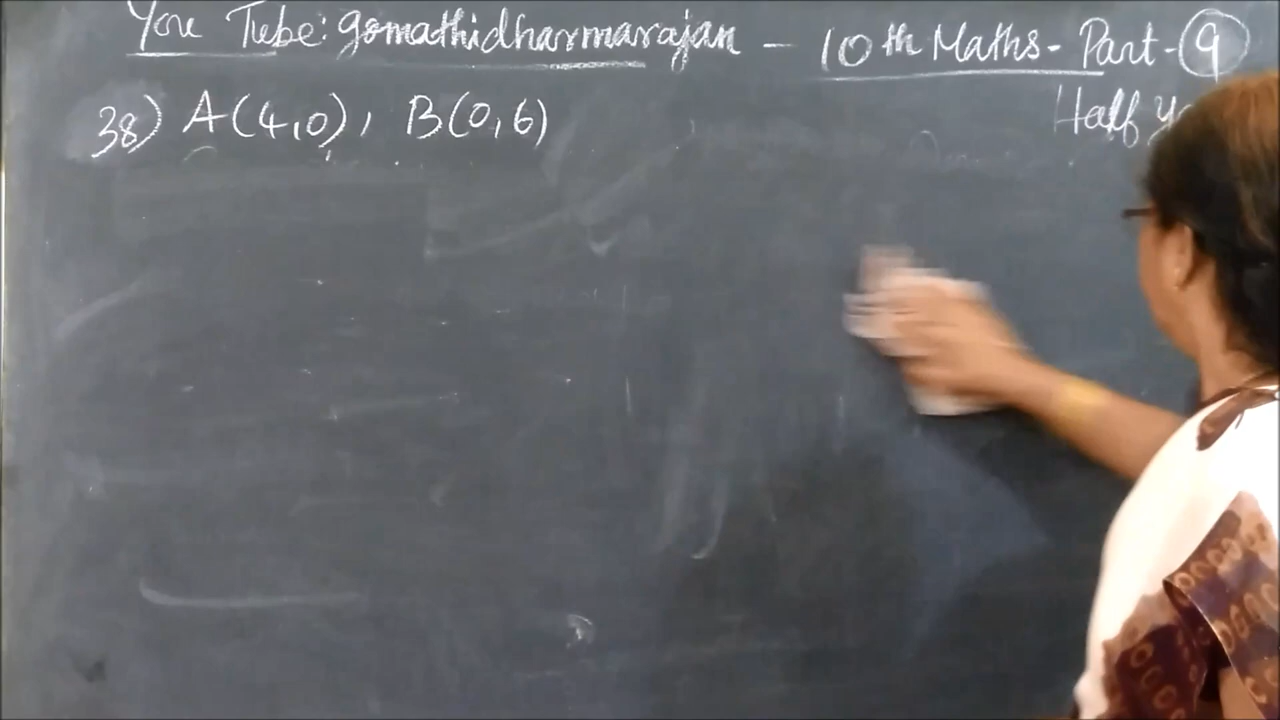 You Tube: gomathidharmarajan - 10th Maths - Part - 9
Half
38) A(4,0), B(0,6)